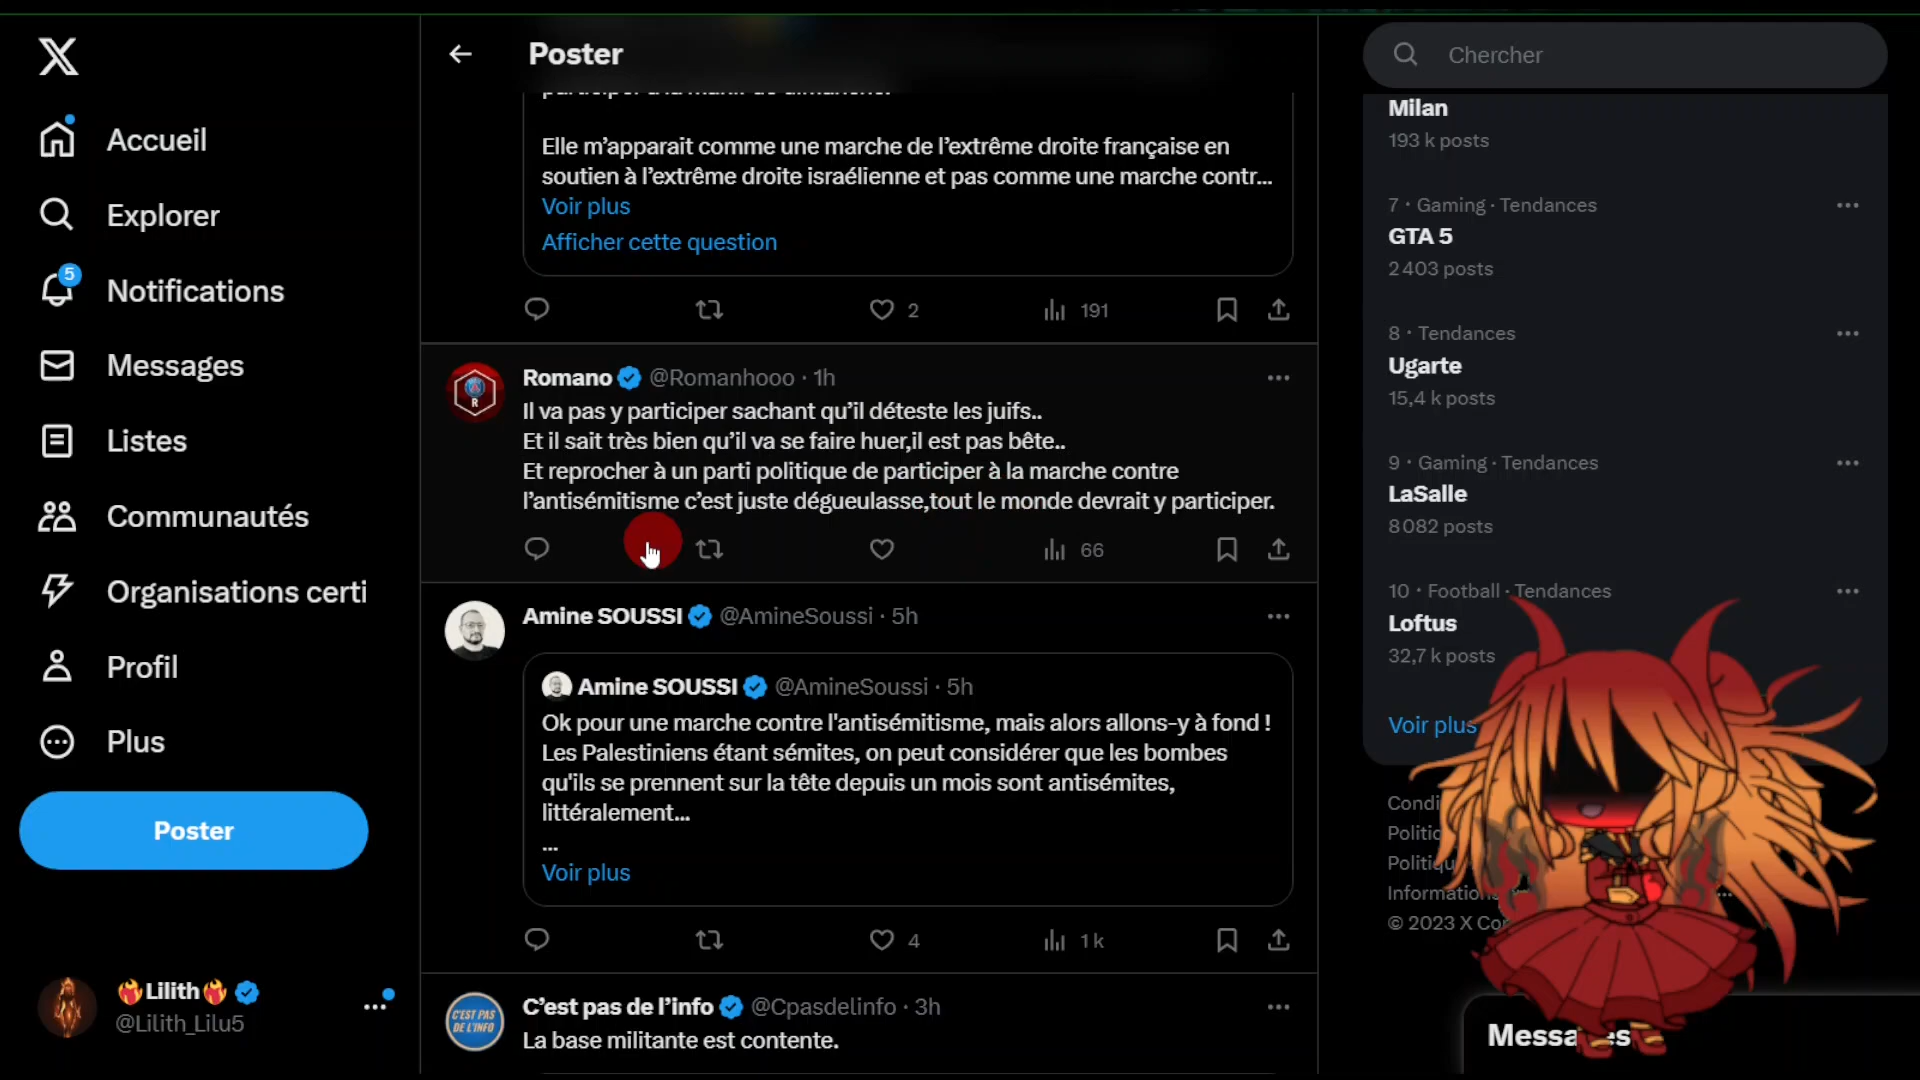 Accueil
Explorer
5
Notifications
Messages
Listes
Communautés
Organisations certi
Profil
Plus
Poster
Lilith
@Lilith_Lilu5
Poster
Elle m’apparait comme une marche de l’extrême droite française en
soutien à l’extrême droite israélienne et pas comme une marche contr...
Voir plus
Afficher cette question
2
191
Romano @Romanhooo · 1h
Il va pas y participer sachant qu’il déteste les juifs..
Et il sait très bien qu’il va se faire huer,il est pas bête..
Et reprocher à un parti politique de participer à la marche contre
l’antisémitisme c’est juste dégueulasse,tout le monde devrait y participer.
66
Amine SOUSSI @AmineSoussi · 5h
Amine SOUSSI @AmineSoussi · 5h
Ok pour une marche contre l'antisémitisme, mais alors allons-y à fond !
Les Palestiniens étant sémites, on peut considérer que les bombes
qu'ils se prennent sur la tête depuis un mois sont antisémites,
littéralement...
...
Voir plus
4
1 k
C'EST PAS
DE L'INFO
C’est pas de l’info @Cpasdelinfo · 3h
La base militante est contente.
Chercher
Milan
193 k posts
7 · Gaming · Tendances
GTA 5
2 403 posts
8 · Tendances
Ugarte
15,4 k posts
9 · Gaming · Tendances
LaSalle
8 082 posts
10 · Football · Tendances
Loftus
32,7 k posts
Voir plus
Condi
Politic
Politiqu
Information
© 2023 X Cor